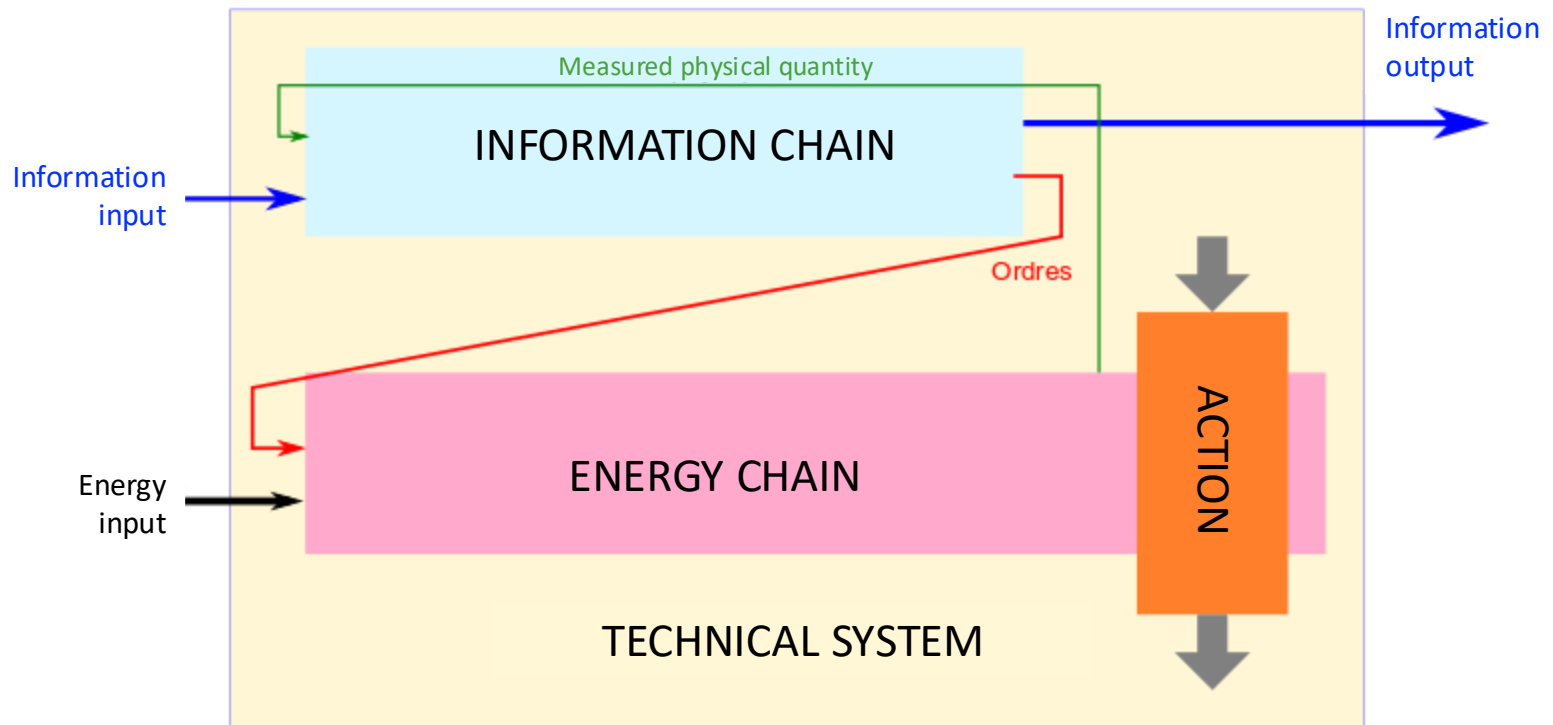 Information
output
Measured physical quantity
INFORMATION CHAIN
Information
input
Ordres
ACTION
ENERGY CHAIN
Energy
input
TECHNICAL SYSTEM